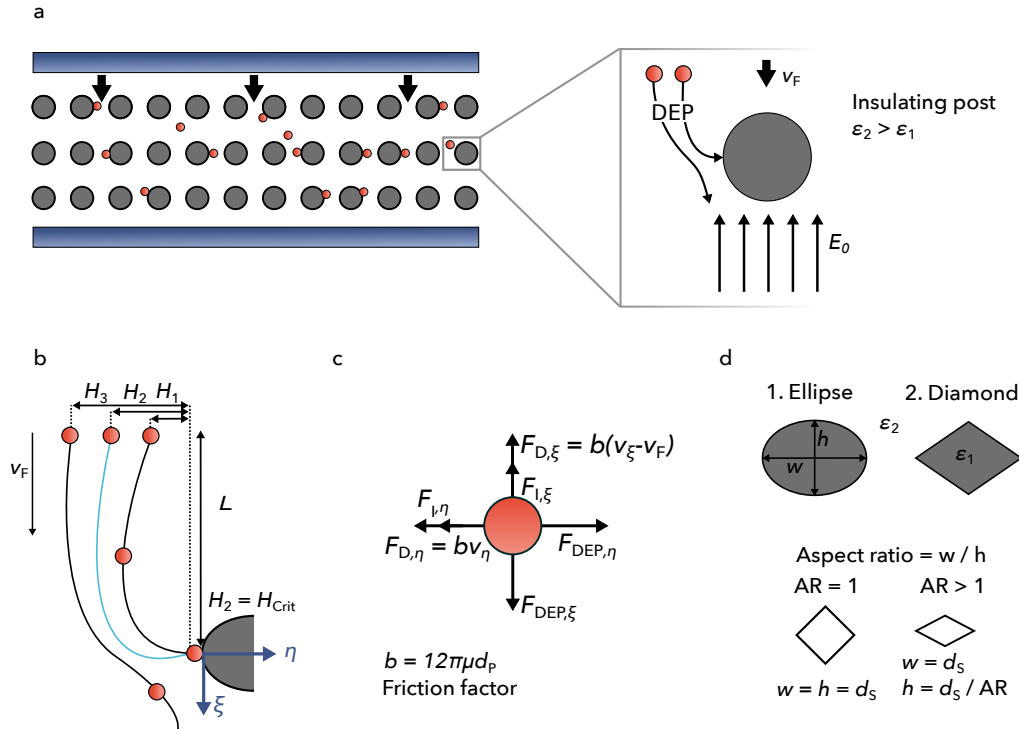 a
DEP
v_F
Insulating post
ε_2 > ε_1
E_0
b
H_3
H_2
H_1
v_F
L
H_2 = H_Crit
η
ξ
c
F_D,ξ = b(v_ξ-v_F)
F_I,ξ
F_I,η
F_D,η = bv_η
F_DEP,η
F_DEP,ξ
b = 12πμd_P
Friction factor
d
1. Ellipse
2. Diamond
ε_2
h
w
ε_1
Aspect ratio = w / h
AR = 1
AR > 1
w = h = d_S
w = d_S
h = d_S / AR